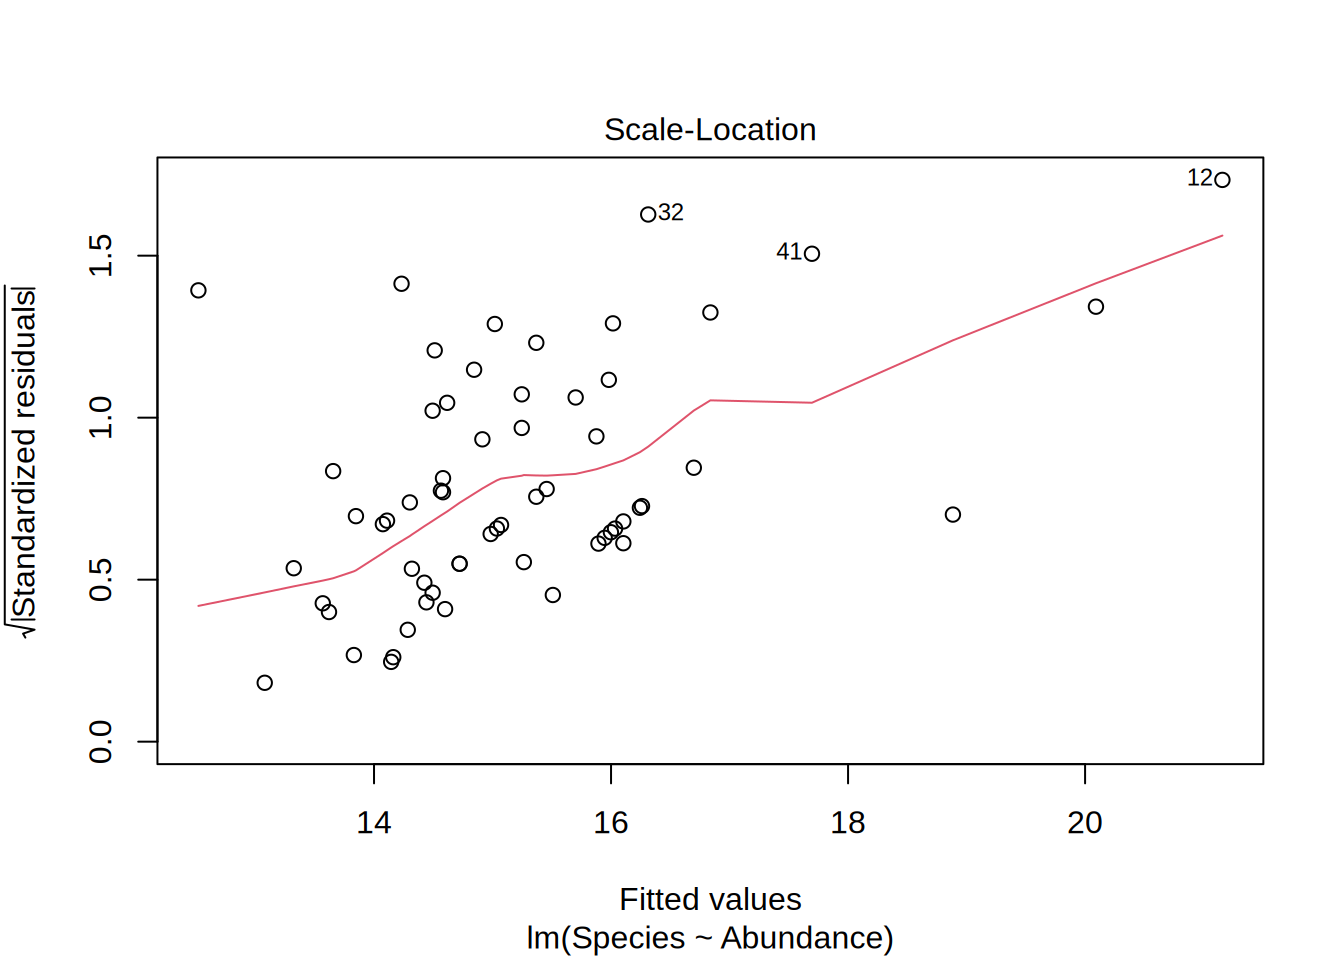 Scale-Location
12
32
41
1.5
1.0
0.5
0.0
√|Standardized residuals|
14 16 18 20
Fitted values
lm(Species ~ Abundance)